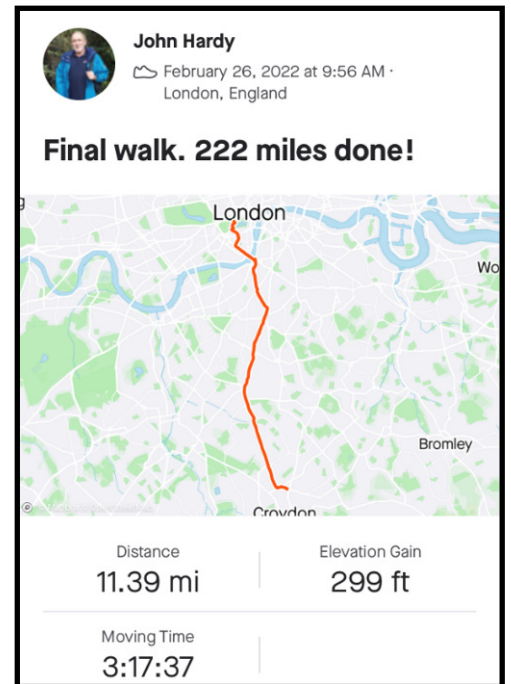 John Hardy
February 26, 2022 at 9:56 AM ·
London, England
Final walk. 222 miles done!
London
Wo
Bromley
Croydon
Distance
Elevation Gain
11.39 mi
299 ft
Moving Time
3:17:37